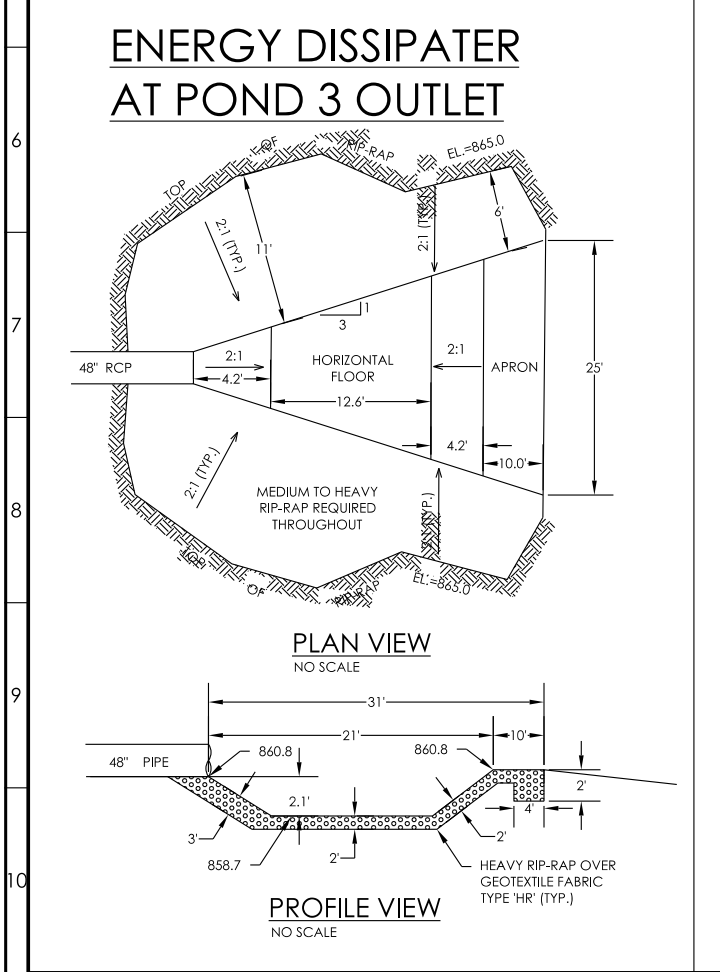 ENERGY DISSIPATER
AT POND 3 OUTLET
6
7
8
9
10
TOP
OF
RIP-RAP
EL.=865.0
2:1 (TYP.)
11'
2:1 (TYP.)
6'
1
3
48" RCP
2:1
4.2'
HORIZONTAL
FLOOR
12.6'
2:1
APRON
25'
4.2'
10.0'
2:1 (TYP.)
MEDIUM TO HEAVY
RIP-RAP REQUIRED
THROUGHOUT
2:1 (TYP.)
TOP
OF
RIP-RAP
EL.=865.0
PLAN VIEW
NO SCALE
31'
21'
10'
48" PIPE
860.8
860.8
2.1'
2'
4'
3'
2'
2'
858.7
HEAVY RIP-RAP OVER
GEOTEXTILE FABRIC
TYPE 'HR' (TYP.)
PROFILE VIEW
NO SCALE